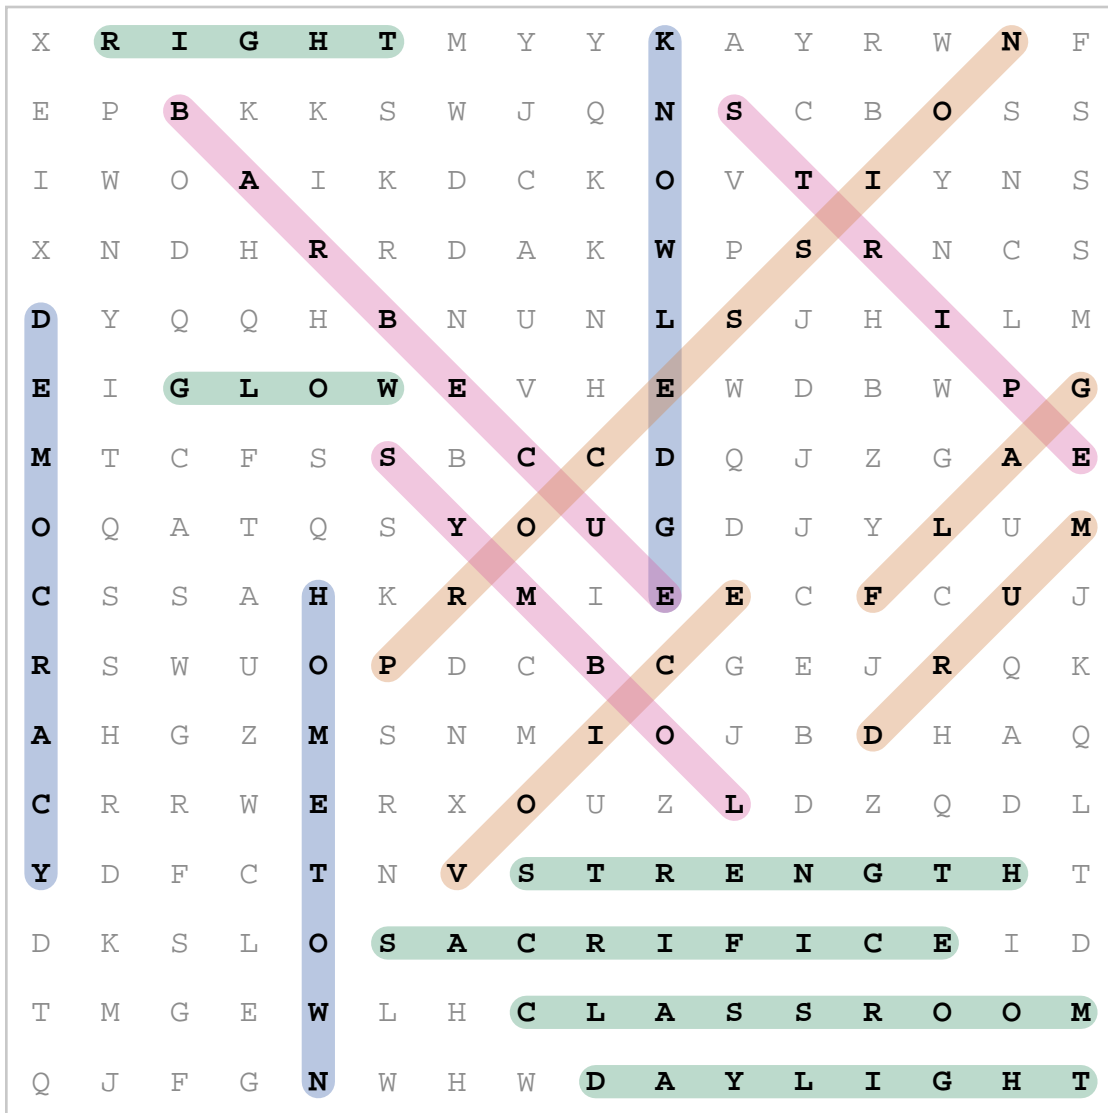 X R I G H T M Y Y K A Y R W N F
E P B K K S W J Q N S C B O S S
I W O A I K D C K O V T I Y N S
X N D H R R D A K W P S R N C S
D Y Q Q H B N U N L S J H I L M
E I G L O W E V H E W D B W P G
M T C F S S B C C D Q J Z G A E
O Q A T Q S Y O U G D J Y L U M
C S S A H K R M I E E C F C U J
R S W U O P D C B C G E J R Q K
A H G Z M S N M I O J B D H A Q
C R R W E R X O U Z L D Z Q D L
Y D F C T N V S T R E N G T H T
D K S L O S A C R I F I C E I D
T M G E W L H C L A S S R O O M
Q J F G N W H W D A Y L I G H T